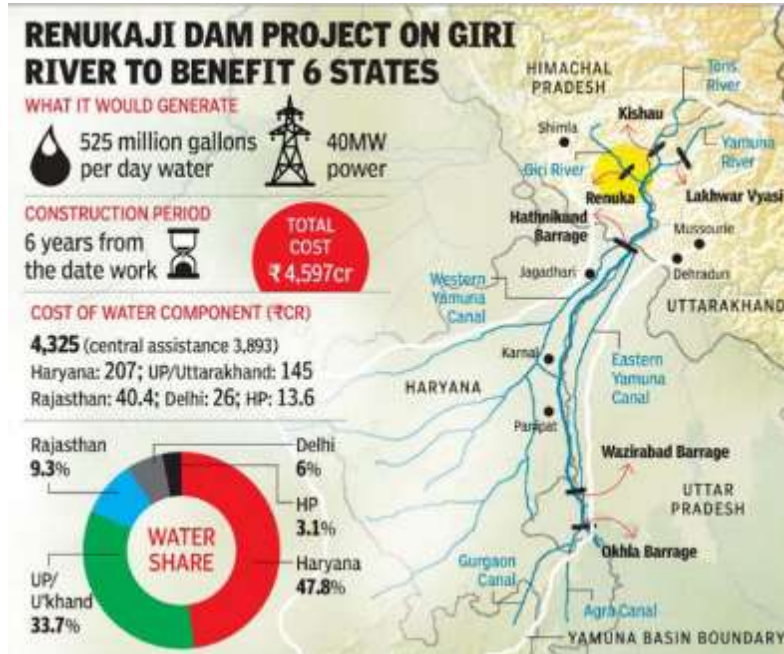 RENUKAJI DAM PROJECT ON GIRI
RIVER TO BENEFIT 6 STATES
WHAT IT WOULD GENERATE
525 million gallons
per day water
40MW
power
CONSTRUCTION PERIOD
6 years from
the date work
TOTAL
COST
₹4,597cr
COST OF WATER COMPONENT (₹CR)
4,325 (central assistance 3,893)
Haryana: 207; UP/Uttarakhand: 145
Rajasthan: 40.4; Delhi: 26; HP: 13.6
Rajasthan
9.3%
Delhi
6%
HP
3.1%
WATER
SHARE
Haryana
47.8%
UP/
U'khand
33.7%
HIMACHAL
PRADESH
Tons
River
Kishau
Shimla
Yamuna
River
Giri River
Renuka
Lakhwar Vyasi
Hathnikund
Barrage
Mussourie
Jagadhari
Dehradun
Western
Yamuna
Canal
UTTARAKHAND
Karnal
Eastern
Yamuna
Canal
HARYANA
Panipat
Wazirabad Barrage
UTTAR
PRADESH
Okhla Barrage
Gurgaon
Canal
Agra Canal
YAMUNA BASIN BOUNDARY